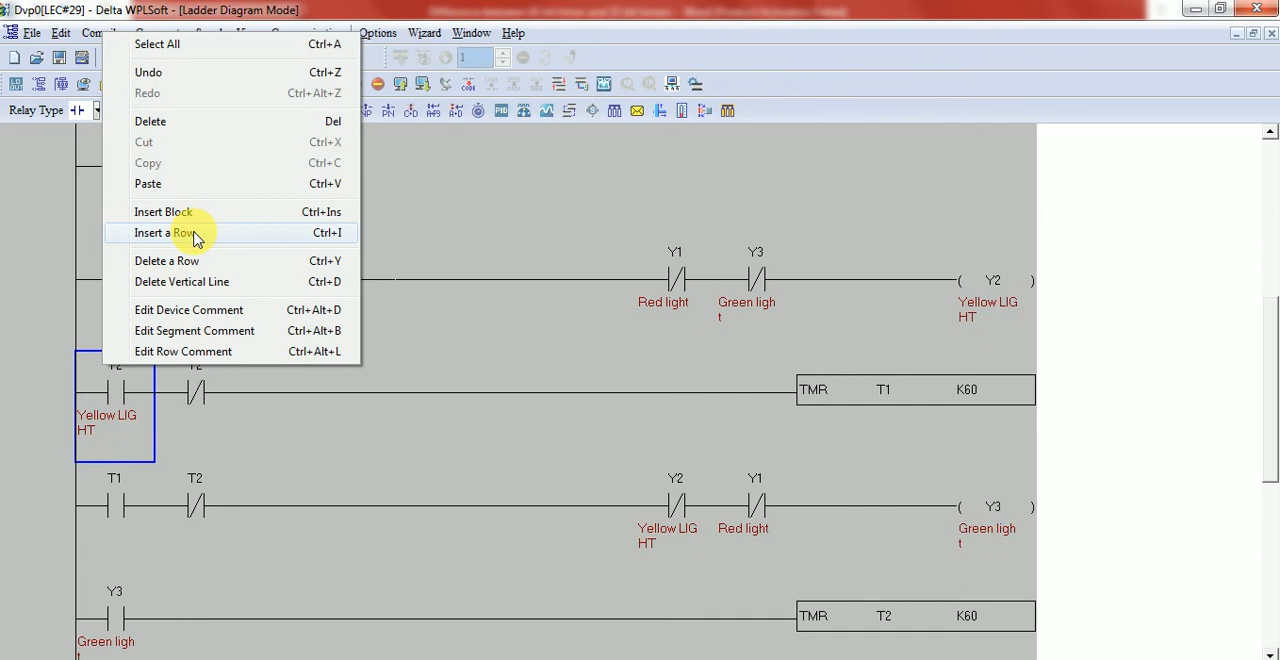 Dvp0[LEC#29] - Delta WPLSoft - [Ladder Diagram Mode]
File Edit Options Wizard Window Help
Select All Ctrl+A
1
Undo Ctrl+Z
Redo Ctrl+Alt+Z
Relay Type
Delete Del
Cut Ctrl+X
Copy Ctrl+C
Paste Ctrl+V
Insert Block Ctrl+Ins
Insert a Row Ctrl+I
Delete a Row Ctrl+Y
Delete Vertical Line Ctrl+D
Edit Device Comment Ctrl+Alt+D
Edit Segment Comment Ctrl+Alt+B
Edit Row Comment Ctrl+Alt+L
Y1 Y3
Y2
Red light Green ligh
t
Yellow LIG
HT
TMR T1 K60
Yellow LIG
HT
T1 T2 Y2 Y1
Y3
Yellow LIG
HT
Red light Green ligh
t
Y3
TMR T2 K60
Green ligh
t